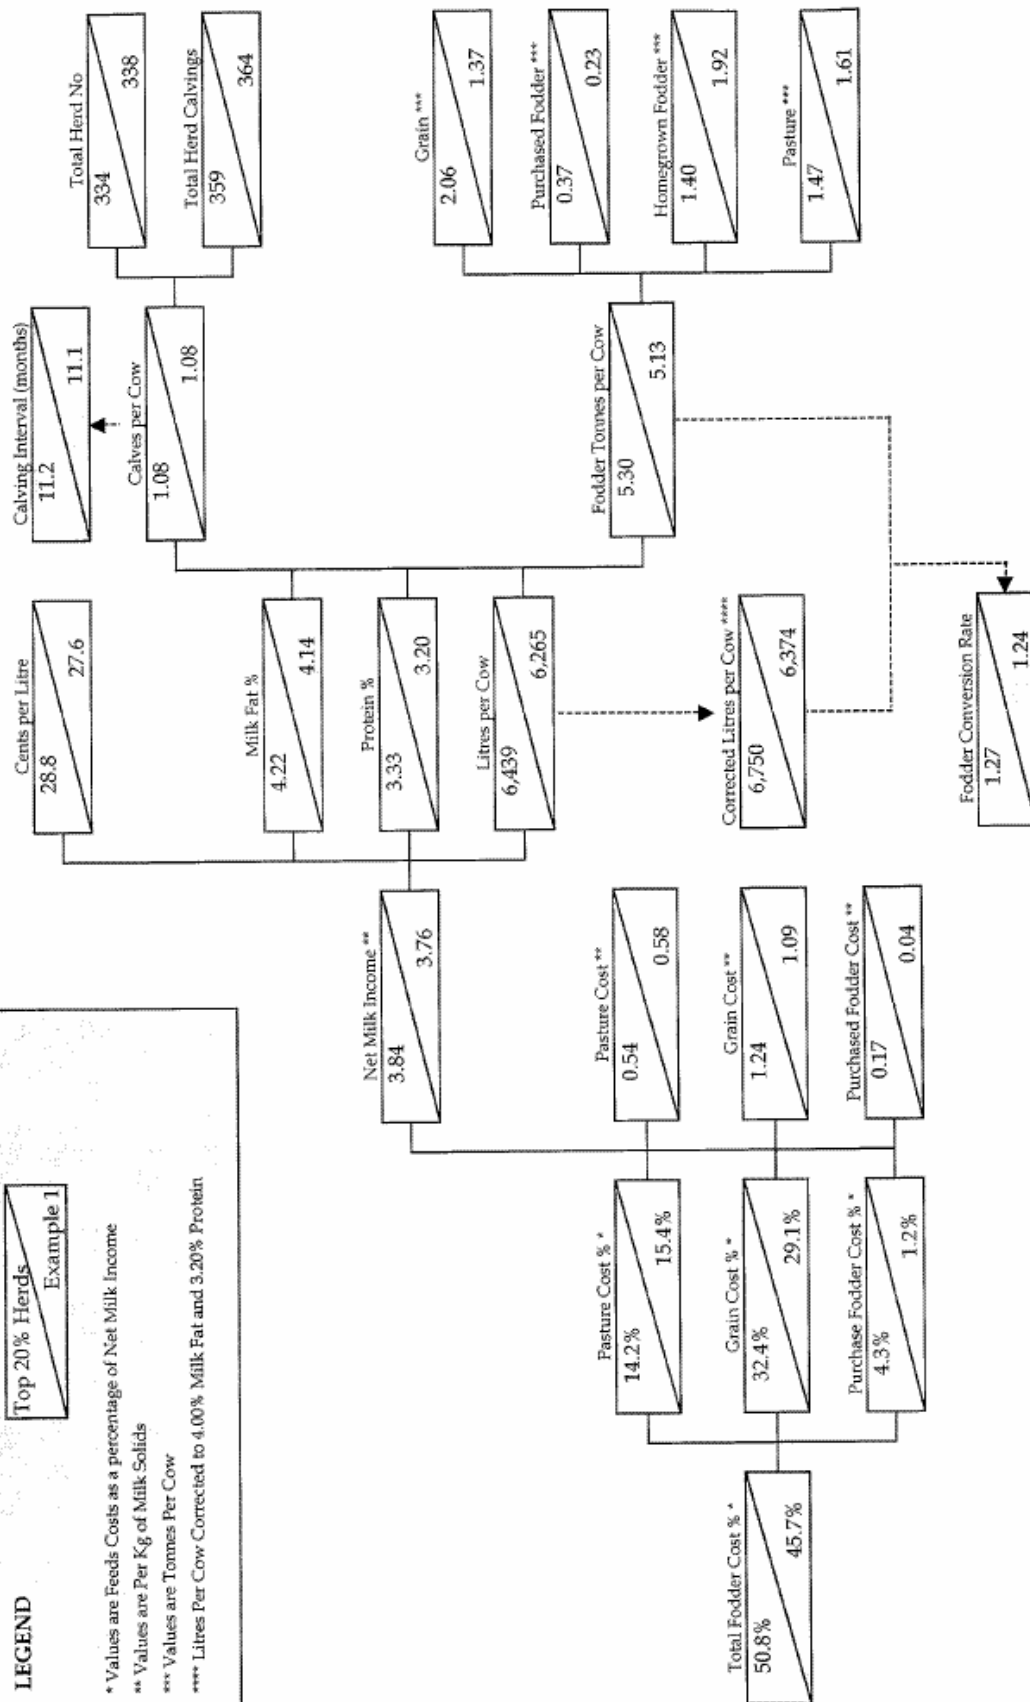 LEGEND
Top 20% Herds
Example 1
* Values are Feeds Costs as a percentage of Net Milk Income
** Values are Per Kg of Milk Solids
*** Values are Tonnes Per Cow
**** Litres Per Cow Corrected to 4.00% Milk Fat and 3.20% Protein
Total Fodder Cost % *
50.8%
45.7%
Pasture Cost % *
14.2%
15.4%
Grain Cost % *
32.4%
29.1%
Purchase Fodder Cost % *
4.3%
1.2%
Net Milk Income **
3.84
3.76
Pasture Cost **
0.54
0.58
Grain Cost **
1.24
1.09
Purchased Fodder Cost **
0.17
0.04
Cents per Litre
28.8
27.6
Milk Fat %
4.22
4.14
Protein %
3.33
3.20
Litres per Cow
6,439
6,265
Corrected Litres per Cow ****
6,750
6,374
Fodder Conversion Rate
1.27
1.24
Calving Interval (months)
11.2
11.1
Calves per Cow
1.08
1.08
Fodder Tonnes per Cow
5.30
5.13
Total Herd No
334
338
Total Herd Calvings
359
364
Grain ***
2.06
1.37
Purchased Fodder ***
0.37
0.23
Homegrown Fodder ***
1.40
1.92
Pasture ***
1.47
1.61